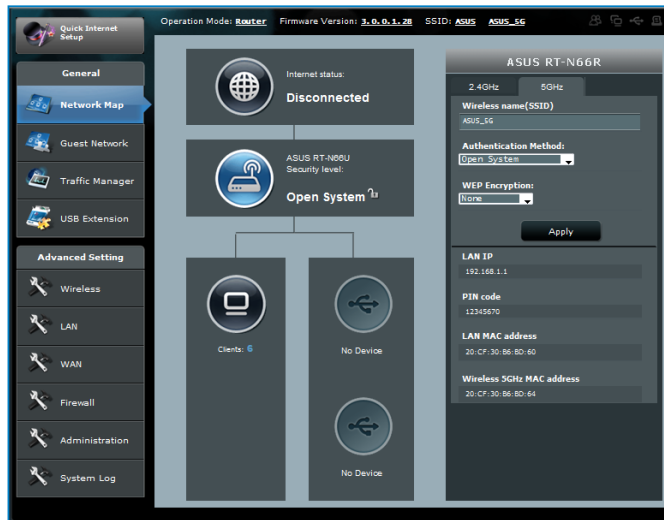 Quick Internet
Setup
Operation Mode: Router Firmware Version: 3.0.0.1.28 SSID: ASUS ASUS_5G
General
Network Map
Guest Network
Traffic Manager
USB Extension
Advanced Setting
Wireless
LAN
WAN
Firewall
Administration
System Log
Internet status:
Disconnected
ASUS RT-N66U
Security level:
Open System
Clients: 6
No Device
No Device
ASUS RT-N66R
2.4GHz 5GHz
Wireless name(SSID)
ASUS_5G
Authentication Method:
Open System
WEP Encryption:
None
Apply
LAN IP
192.168.1.1
PIN code
12345670
LAN MAC address
20:CF:30:B6:BD:60
Wireless 5GHz MAC address
20:CF:30:B6:BD:64